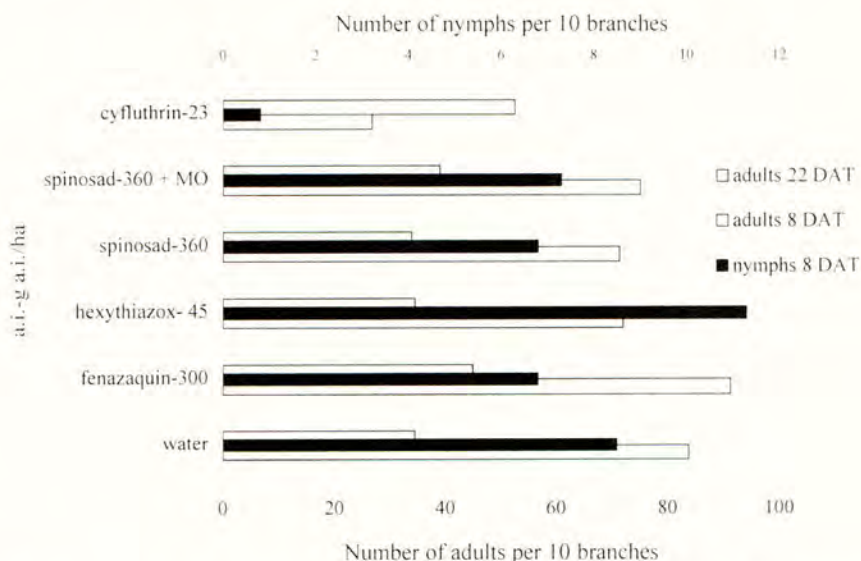 Number of nymphs per 10 branches
0 2 4 6 8 10 12
cyfluthrin-23
spinosad-360 + MO
spinosad-360
hexythiazox- 45
fenazaquin-300
water
a.i.-g a.i./ha
adults 22 DAT
adults 8 DAT
nymphs 8 DAT
0 20 40 60 80 100
Number of adults per 10 branches